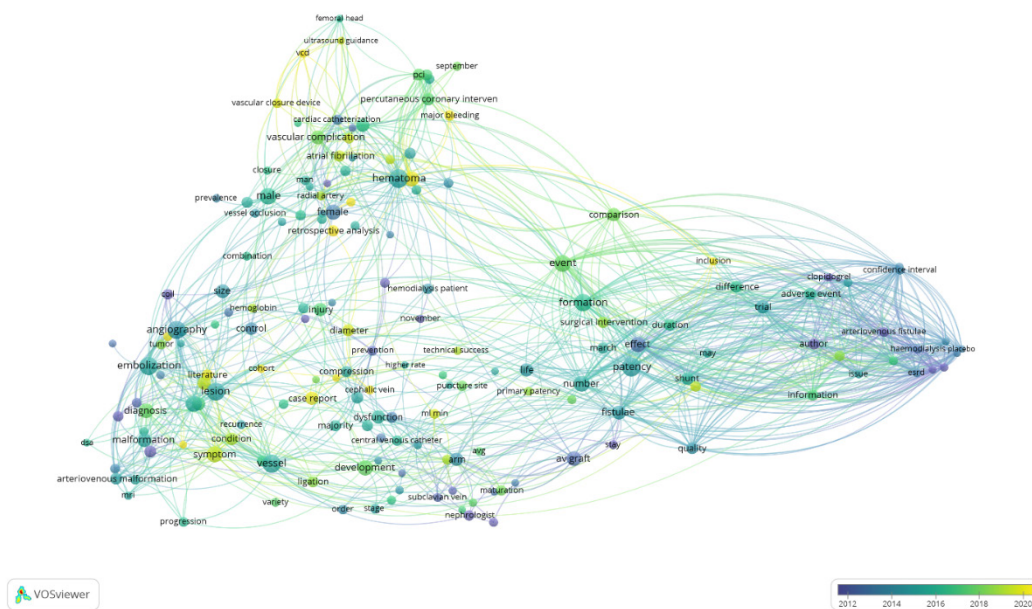 femoral head
ultrasound guidance
vcd
september
pci
vascular closure device
percutaneous coronary interven
major bleeding
cardiac catheterization
vascular complication
atrial fibrillation
closure
man
hematoma
prevalence
male
radial artery
vessel occlusion
female
comparison
retrospective analysis
combination
event
inclusion
confidence interval
clopidogrel
coil
size
hemodialysis patient
difference
adverse event
hemoglobin
injury
formation
trial
angiography
control
diameter
november
surgical intervention
duration
arteriovenous fistulae
tumor
prevention
technical success
march
effect
author
haemodialysis placebo
embolization
literature
cohort
compression
higher rate
life
patency
may
issue
esrd
lesion
cephalic vein
puncture site
primary patency
number
shunt
information
case report
diagnosis
recurrence
majority
dysfunction
ml min
fistulae
dsa
malformation
condition
central venous catheter
stay
quality
symptom
vessel
development
arm
avg
av graft
arteriovenous malformation
ligation
maturation
mri
subclavian vein
variety
order
stage
nephrologist
progression
VOSviewer
2012 2014 2016 2018 2020